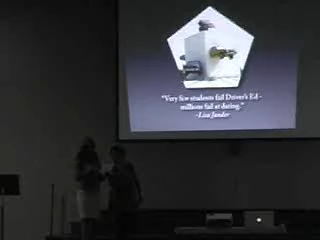 "Very few students fail Driver's Ed -
millions fail at dating."
-Lisa Jander